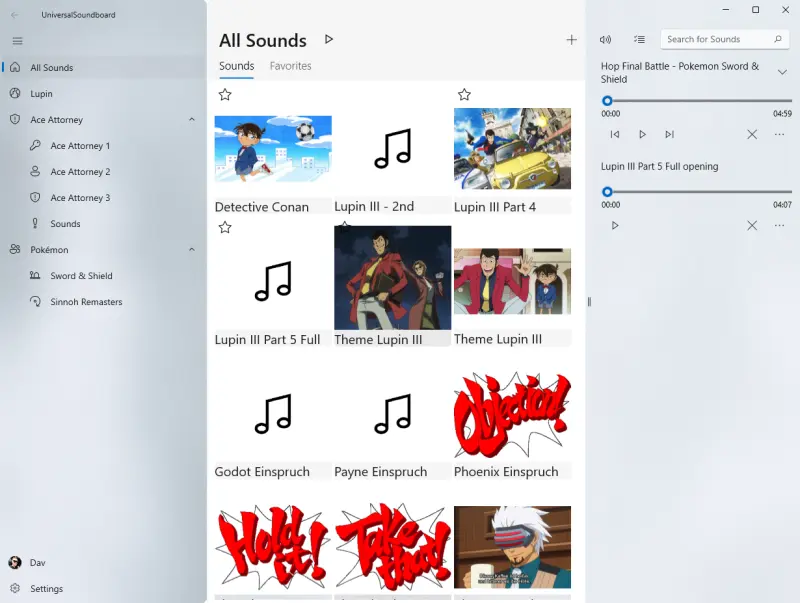 UniversalSoundboard
All Sounds
Lupin
Ace Attorney
Ace Attorney 1
Ace Attorney 2
Ace Attorney 3
Sounds
Pokémon
Sword & Shield
Sinnoh Remasters
Dav
Settings
All Sounds
Sounds
Favorites
Detective Conan
Lupin III - 2nd
Lupin III Part 4
Lupin III Part 5 Full
Theme Lupin III
Theme Lupin III
Godot Einspruch
Payne Einspruch
Objection!
Phoenix Einspruch
Hold it!
Take that!
Search for Sounds
Hop Final Battle - Pokemon Sword &
Shield
00:00
04:59
Lupin III Part 5 Full opening
00:00
04:07